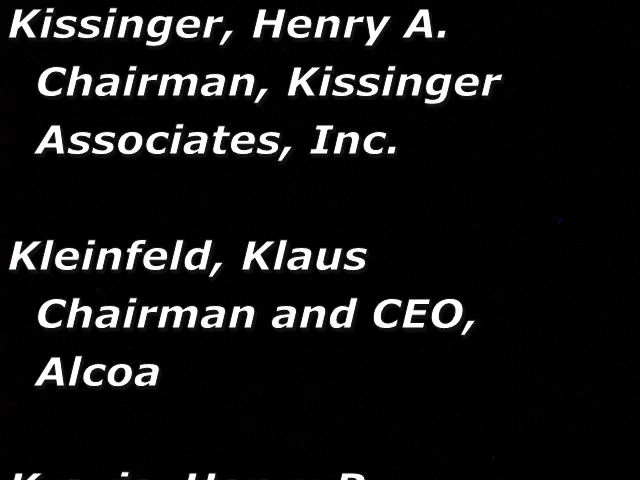 Kissinger, Henry A.
Chairman, Kissinger
Associates, Inc.
Kleinfeld, Klaus
Chairman and CEO,
Alcoa